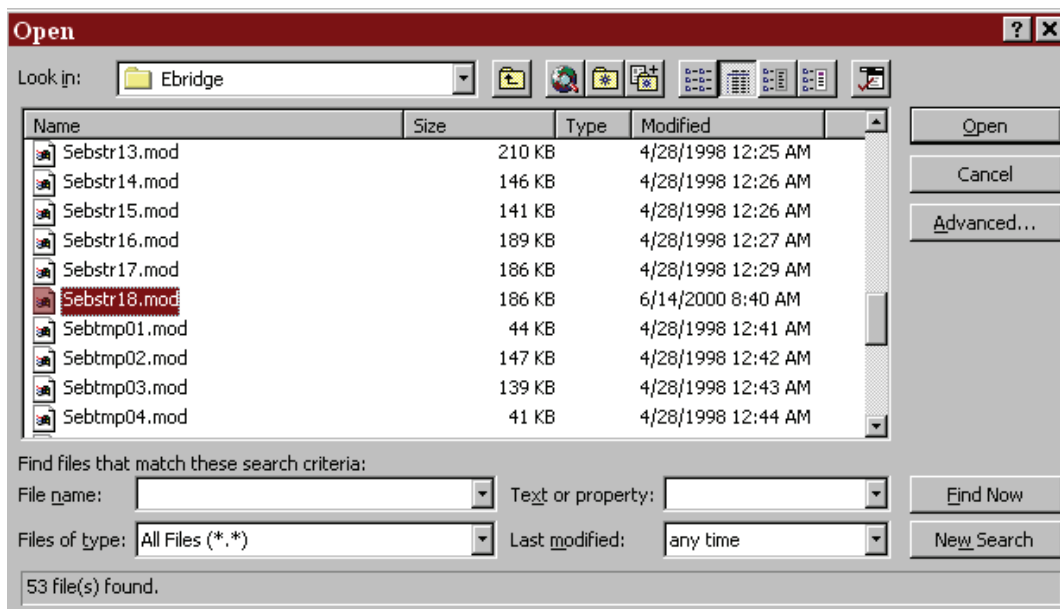 Open
Look in: Ebridge
Name Size Type Modified
Sebstr13.mod 210 KB 4/28/1998 12:25 AM
Sebstr14.mod 146 KB 4/28/1998 12:26 AM
Sebstr15.mod 141 KB 4/28/1998 12:26 AM
Sebstr16.mod 189 KB 4/28/1998 12:27 AM
Sebstr17.mod 186 KB 4/28/1998 12:29 AM
Sebstr18.mod 186 KB 6/14/2000 8:40 AM
Sebtmp01.mod 44 KB 4/28/1998 12:41 AM
Sebtmp02.mod 147 KB 4/28/1998 12:42 AM
Sebtmp03.mod 139 KB 4/28/1998 12:43 AM
Sebtmp04.mod 41 KB 4/28/1998 12:44 AM
Open
Cancel
Advanced...
Find files that match these search criteria:
File name: Text or property: Find Now
Files of type: All Files (*.*) Last modified: any time New Search
53 file(s) found.